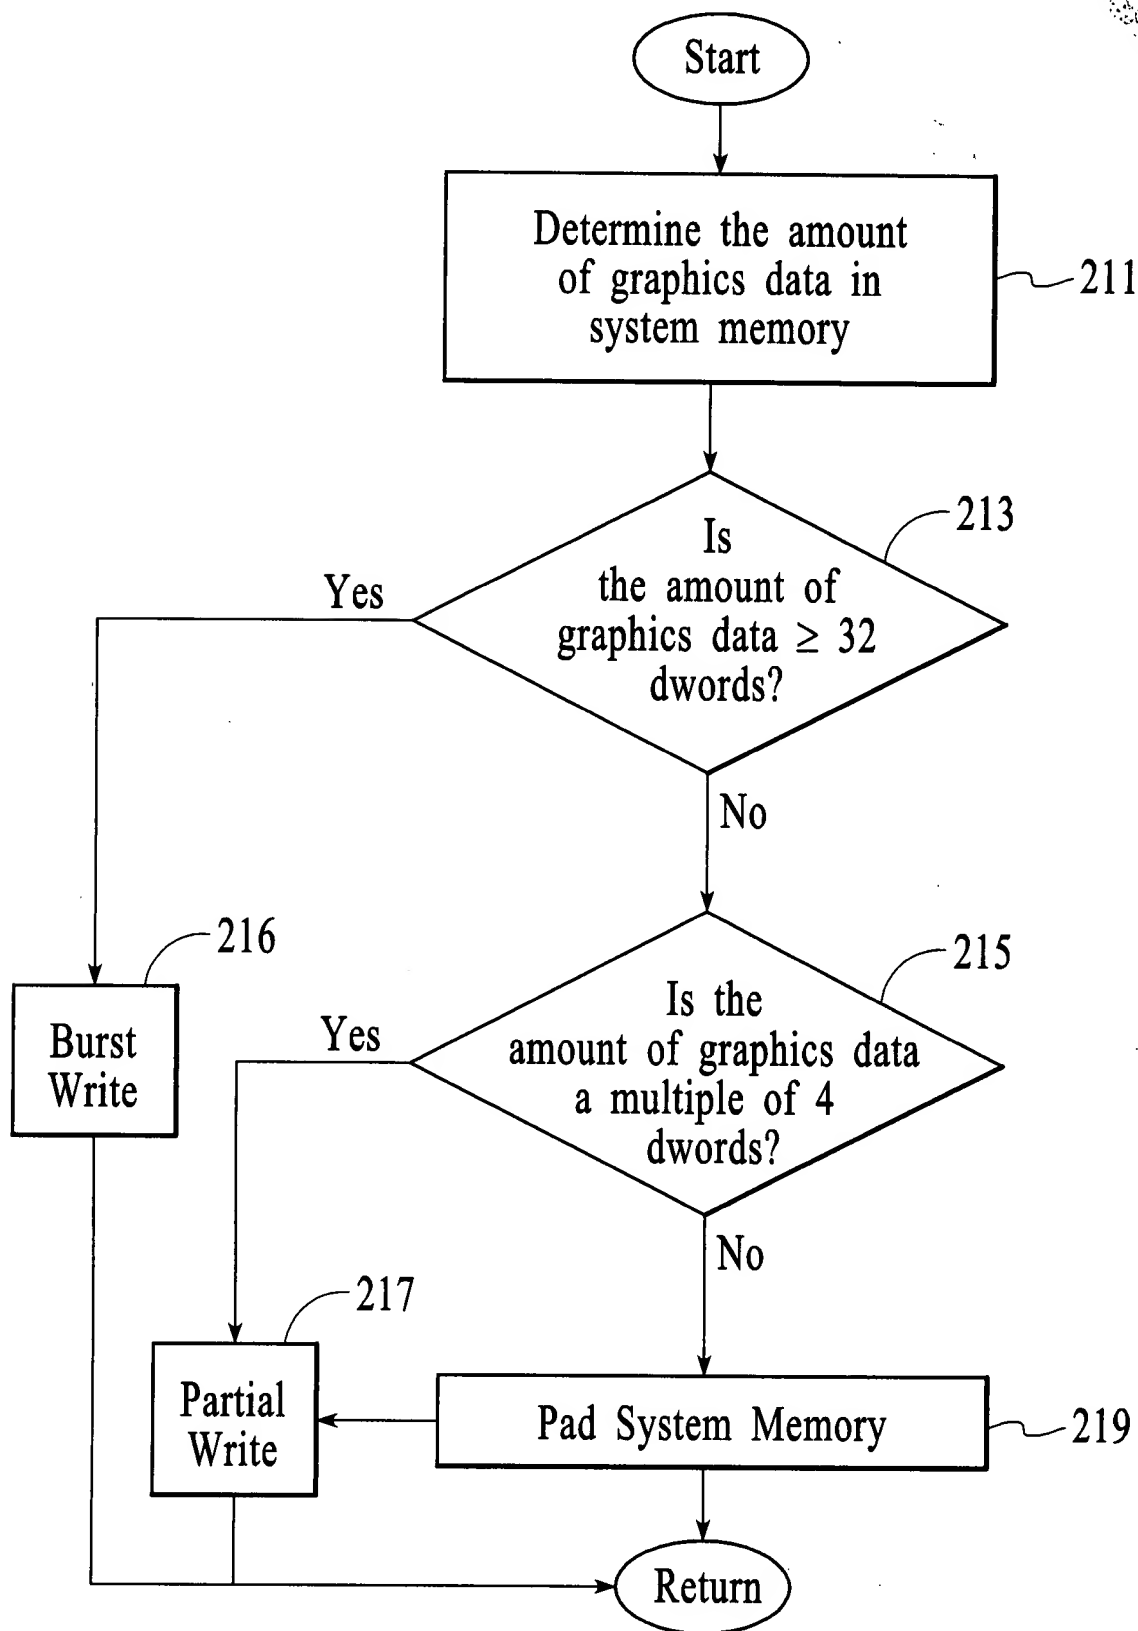 Start
Determine the amount
of graphics data in
system memory
211
Is
the amount of
graphics data ≥ 32
dwords?
213
Yes
No
216
Burst
Write
Is the
amount of graphics data
a multiple of 4
dwords?
215
Yes
No
217
Partial
Write
Pad System Memory
219
Return